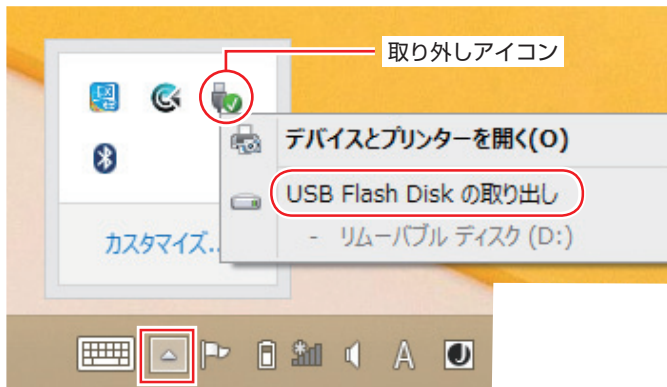 取り外しアイコン
デバイスとプリンターを開く(O)
USB Flash Disk の取り出し
- リムーバブル ディスク (D:)
カスタマイズ...
A